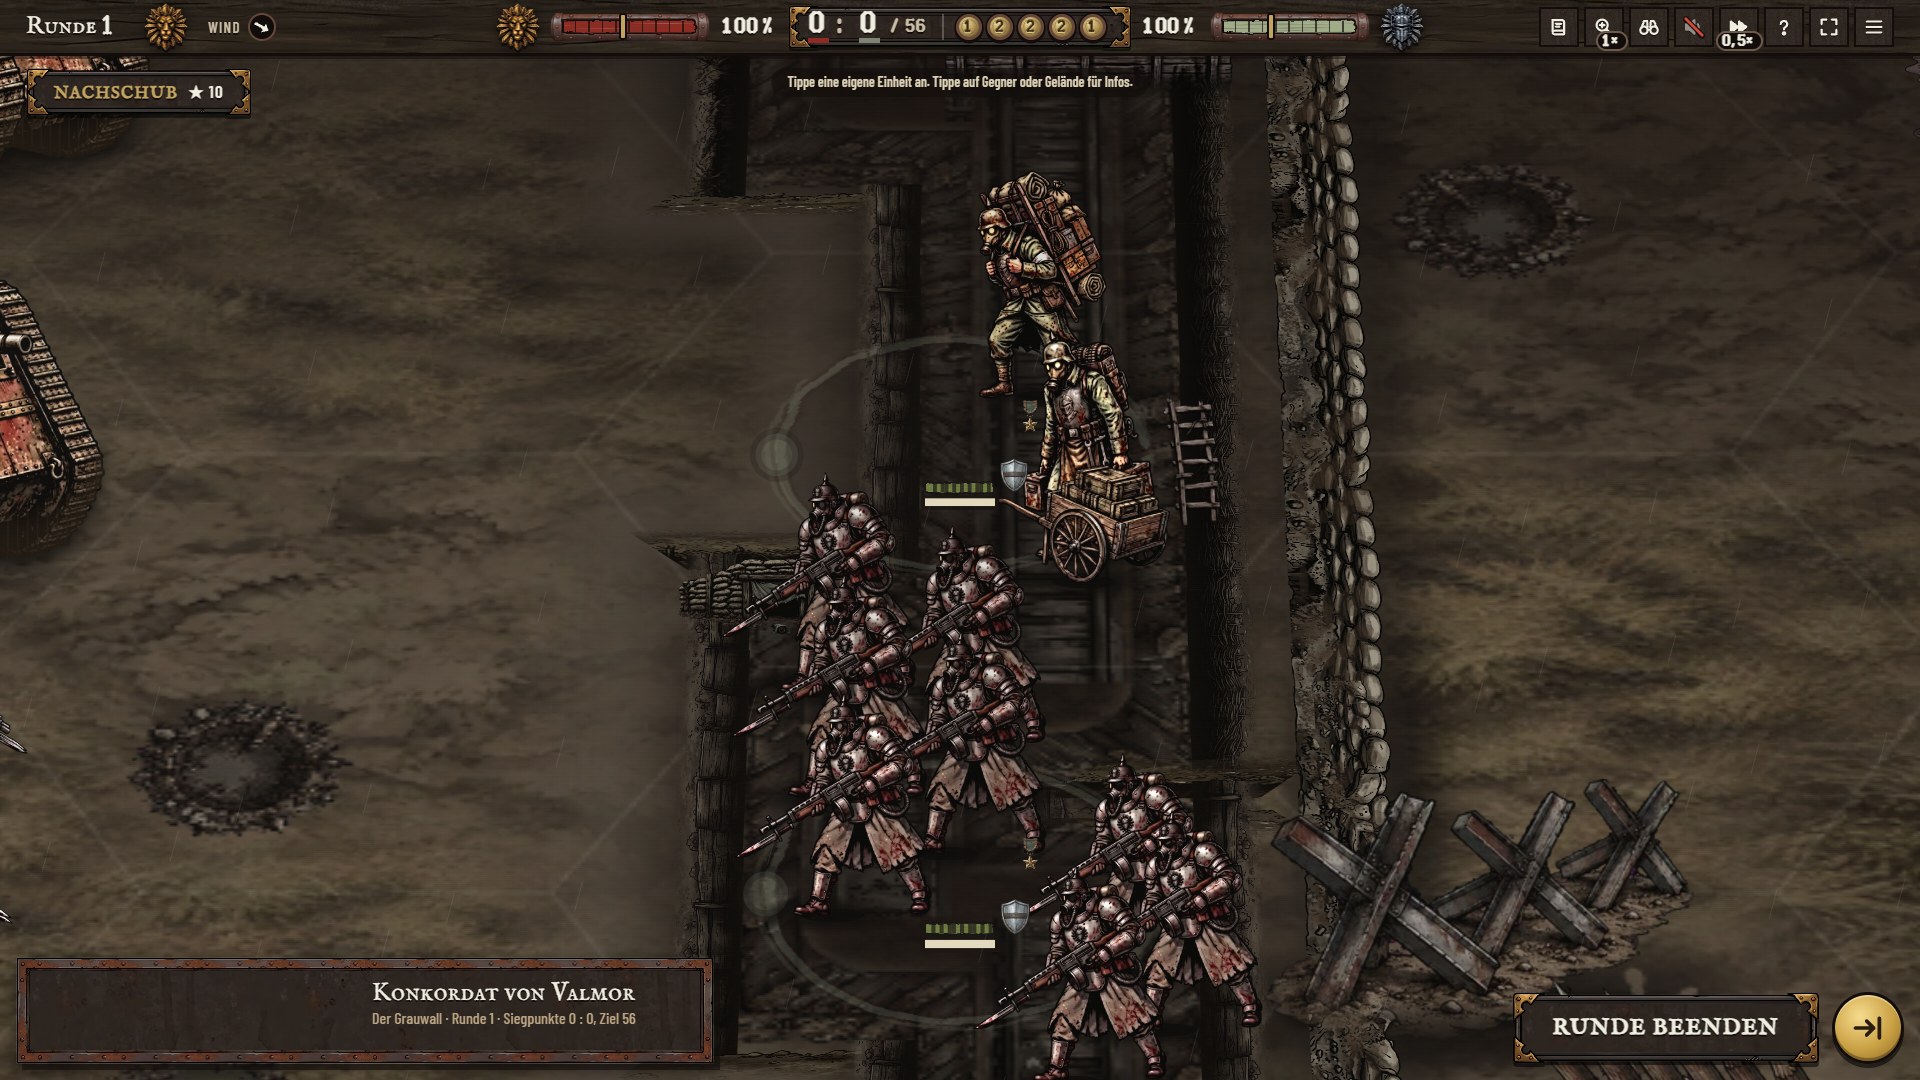 Runde 1
WIND
100 %
0 : 0 / 56
1 2 2 2 1
100 %
1×
0,5×
?
Tippe eine eigene Einheit an. Tippe auf Gegner oder Gelände für Infos.
NACHSCHUB ★ 10
Konkordat von Valmor
Der Grauwall · Runde 1 · Siegpunkte 0 : 0, Ziel 56
RUNDE BEENDEN